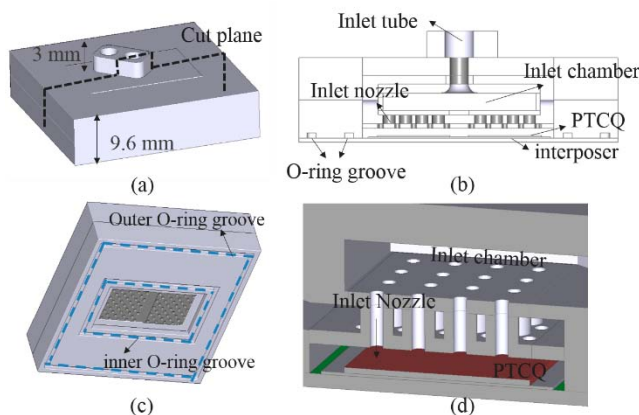 3 mm
Cut plane
9.6 mm
(a)
Inlet tube
Inlet chamber
Inlet nozzle
PTCQ
interposer
O-ring groove
(b)
Outer O-ring groove
inner O-ring groove
(c)
Inlet chamber
Inlet Nozzle
PTCQ
(d)